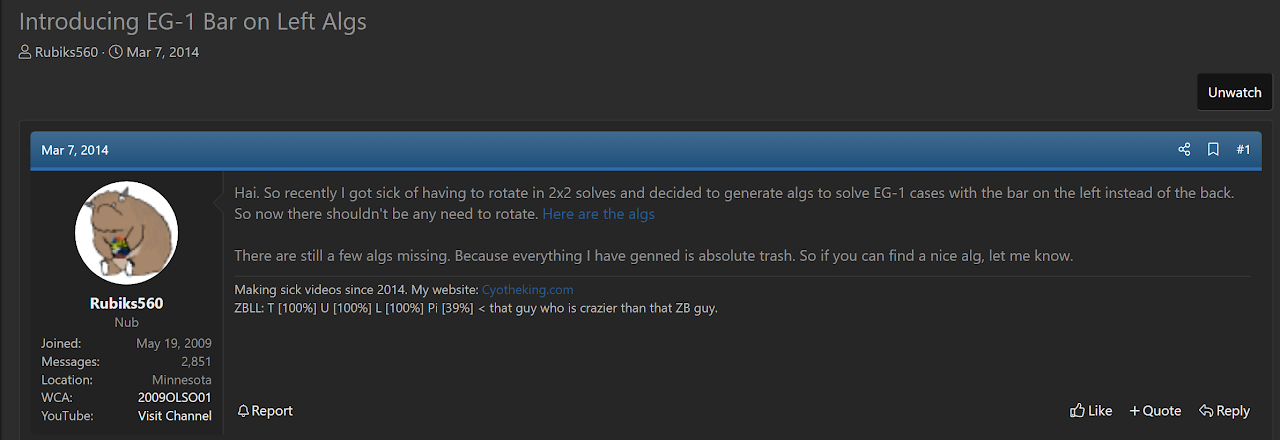 Introducing EG-1 Bar on Left Algs
Rubiks560 · Mar 7, 2014
Unwatch
Mar 7, 2014
#1
Hai. So recently I got sick of having to rotate in 2x2 solves and decided to generate algs to solve EG-1 cases with the bar on the left instead of the back.
So now there shouldn't be any need to rotate. Here are the algs
There are still a few algs missing. Because everything I have genned is absolute trash. So if you can find a nice alg, let me know.
Making sick videos since 2014. My website: Cyotheking.com
ZBLL: T [100%] U [100%] L [100%] Pi [39%] < that guy who is crazier than that ZB guy.
Rubiks560
Nub
Joined: May 19, 2009
Messages: 2,851
Location: Minnesota
WCA: 2009OLSO01
YouTube: Visit Channel
Report
Like
+Quote
Reply